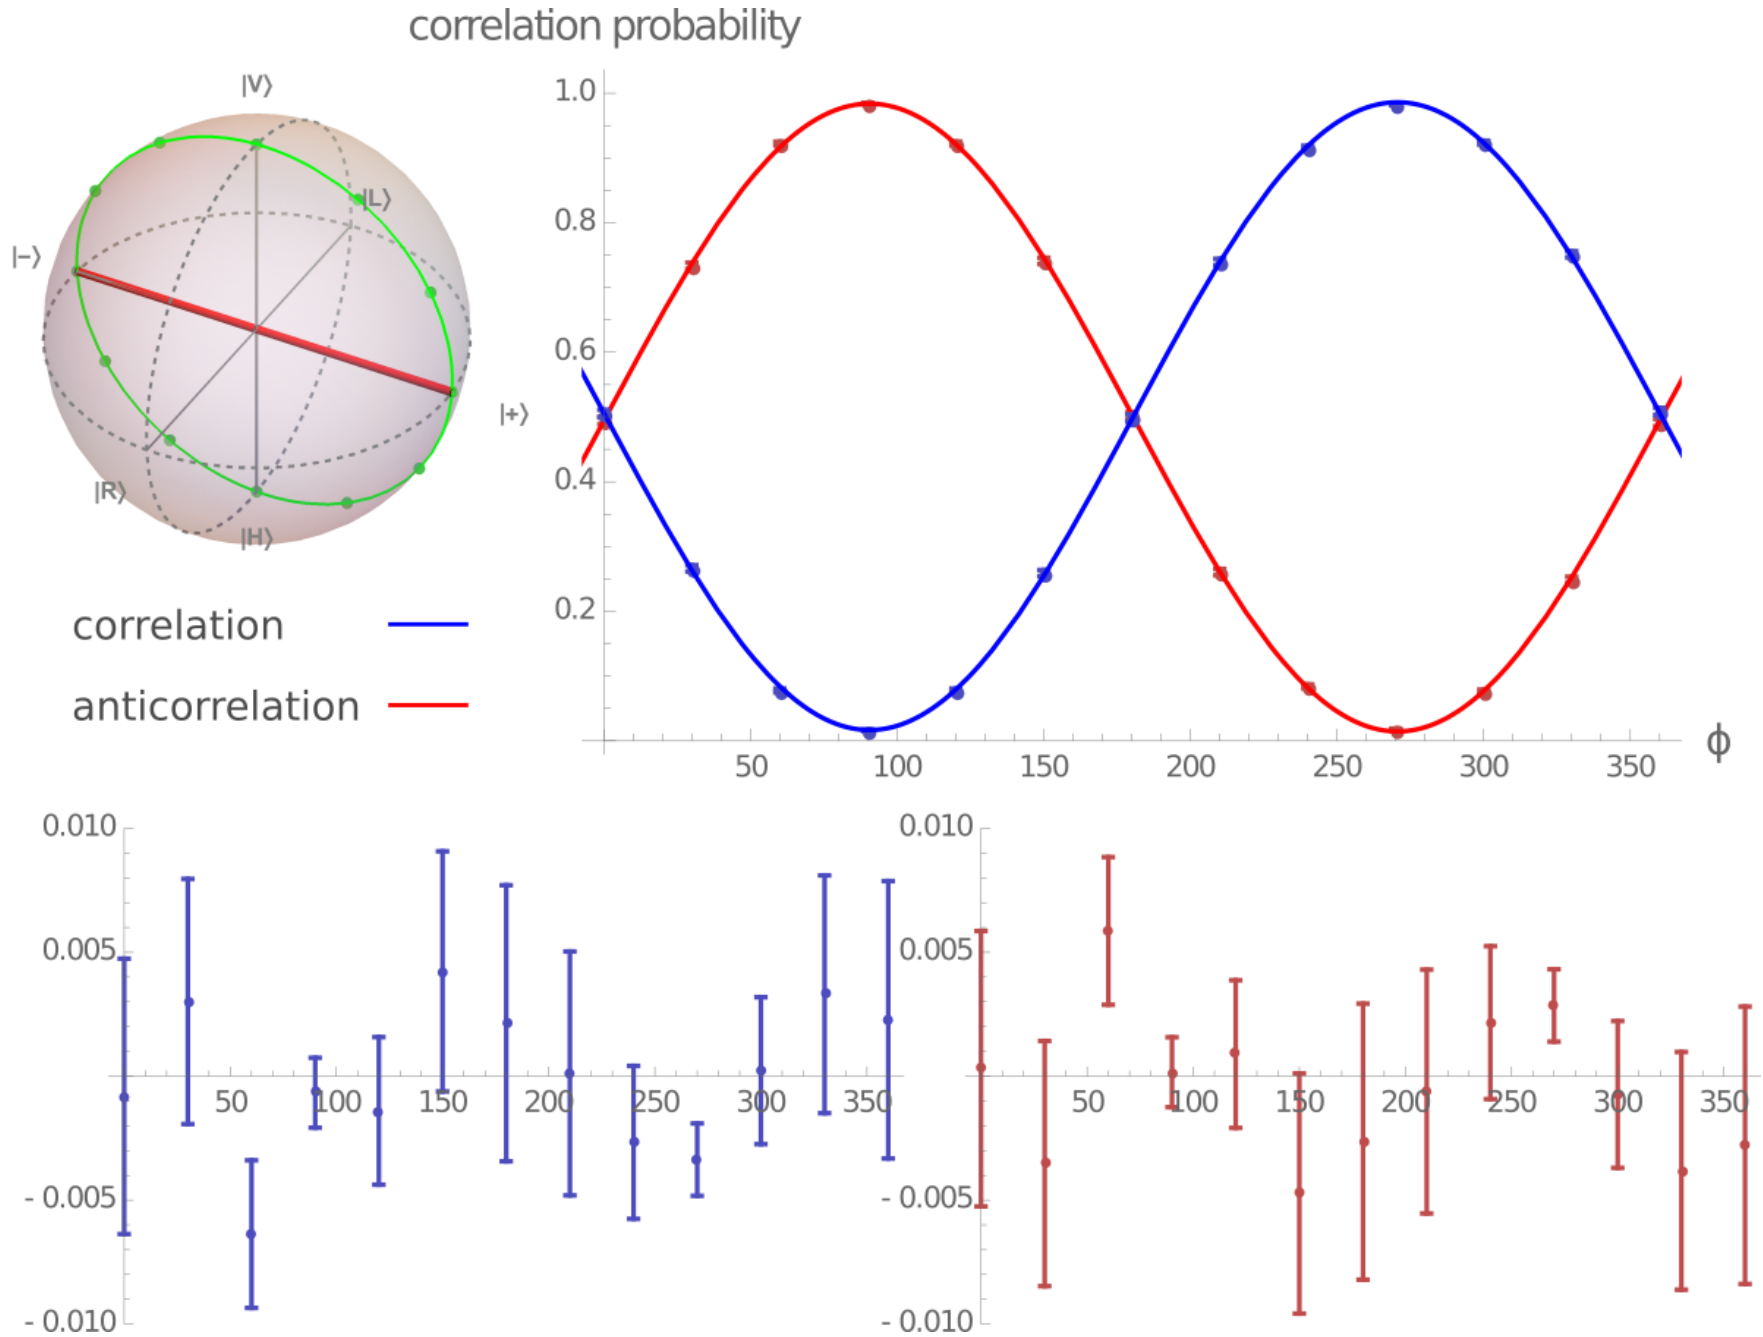 correlation probability
|V⟩
|L⟩
|−⟩
|+⟩
|R⟩
|H⟩
correlation
anticorrelation
1.0
0.8
0.6
0.4
0.2
50 100 150 200 250 300 350
ϕ
0.010
0.005
50 100 150 200 250 300 350
- 0.005
- 0.010
0.010
0.005
50 100 150 200 250 300 350
- 0.005
- 0.010